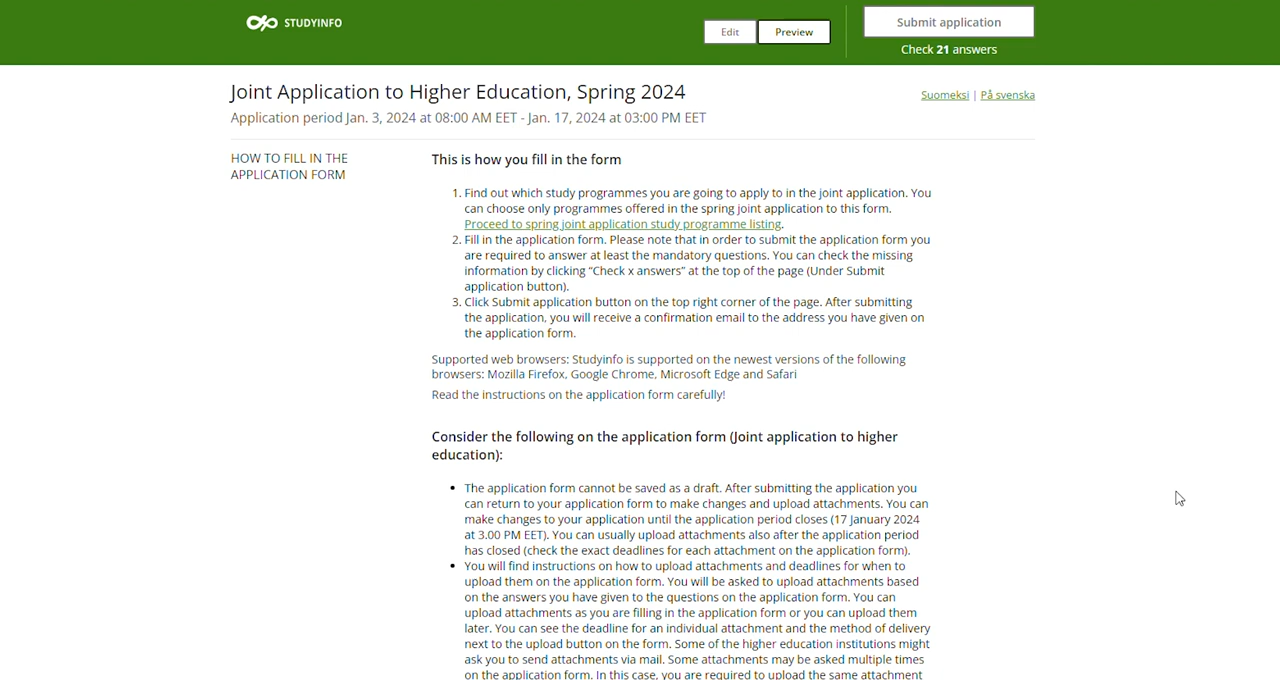 STUDYINFO
Edit
Preview
Submit application
Check 21 answers
Joint Application to Higher Education, Spring 2024
Suomeksi | På svenska
Application period Jan. 3, 2024 at 08:00 AM EET - Jan. 17, 2024 at 03:00 PM EET
HOW TO FILL IN THE
APPLICATION FORM
This is how you fill in the form
1. Find out which study programmes you are going to apply to in the joint application. You
can choose only programmes offered in the spring joint application to this form.
Proceed to spring joint application study programme listing.
2. Fill in the application form. Please note that in order to submit the application form you
are required to answer at least the mandatory questions. You can check the missing
information by clicking “Check x answers” at the top of the page (Under Submit
application button).
3. Click Submit application button on the top right corner of the page. After submitting
the application, you will receive a confirmation email to the address you have given on
the application form.
Supported web browsers: Studyinfo is supported on the newest versions of the following
browsers: Mozilla Firefox, Google Chrome, Microsoft Edge and Safari
Read the instructions on the application form carefully!
Consider the following on the application form (Joint application to higher
education):
• The application form cannot be saved as a draft. After submitting the application you
can return to your application form to make changes and upload attachments. You can
make changes to your application until the application period closes (17 January 2024
at 3.00 PM EET). You can usually upload attachments also after the application period
has closed (check the exact deadlines for each attachment on the application form).
• You will find instructions on how to upload attachments and deadlines for when to
upload them on the application form. You will be asked to upload attachments based
on the answers you have given to the questions on the application form. You can
upload attachments as you are filling in the application form or you can upload them
later. You can see the deadline for an individual attachment and the method of delivery
next to the upload button on the form. Some of the higher education institutions might
ask you to send attachments via mail. Some attachments may be asked multiple times
on the application form. In this case, you are required to upload the same attachment